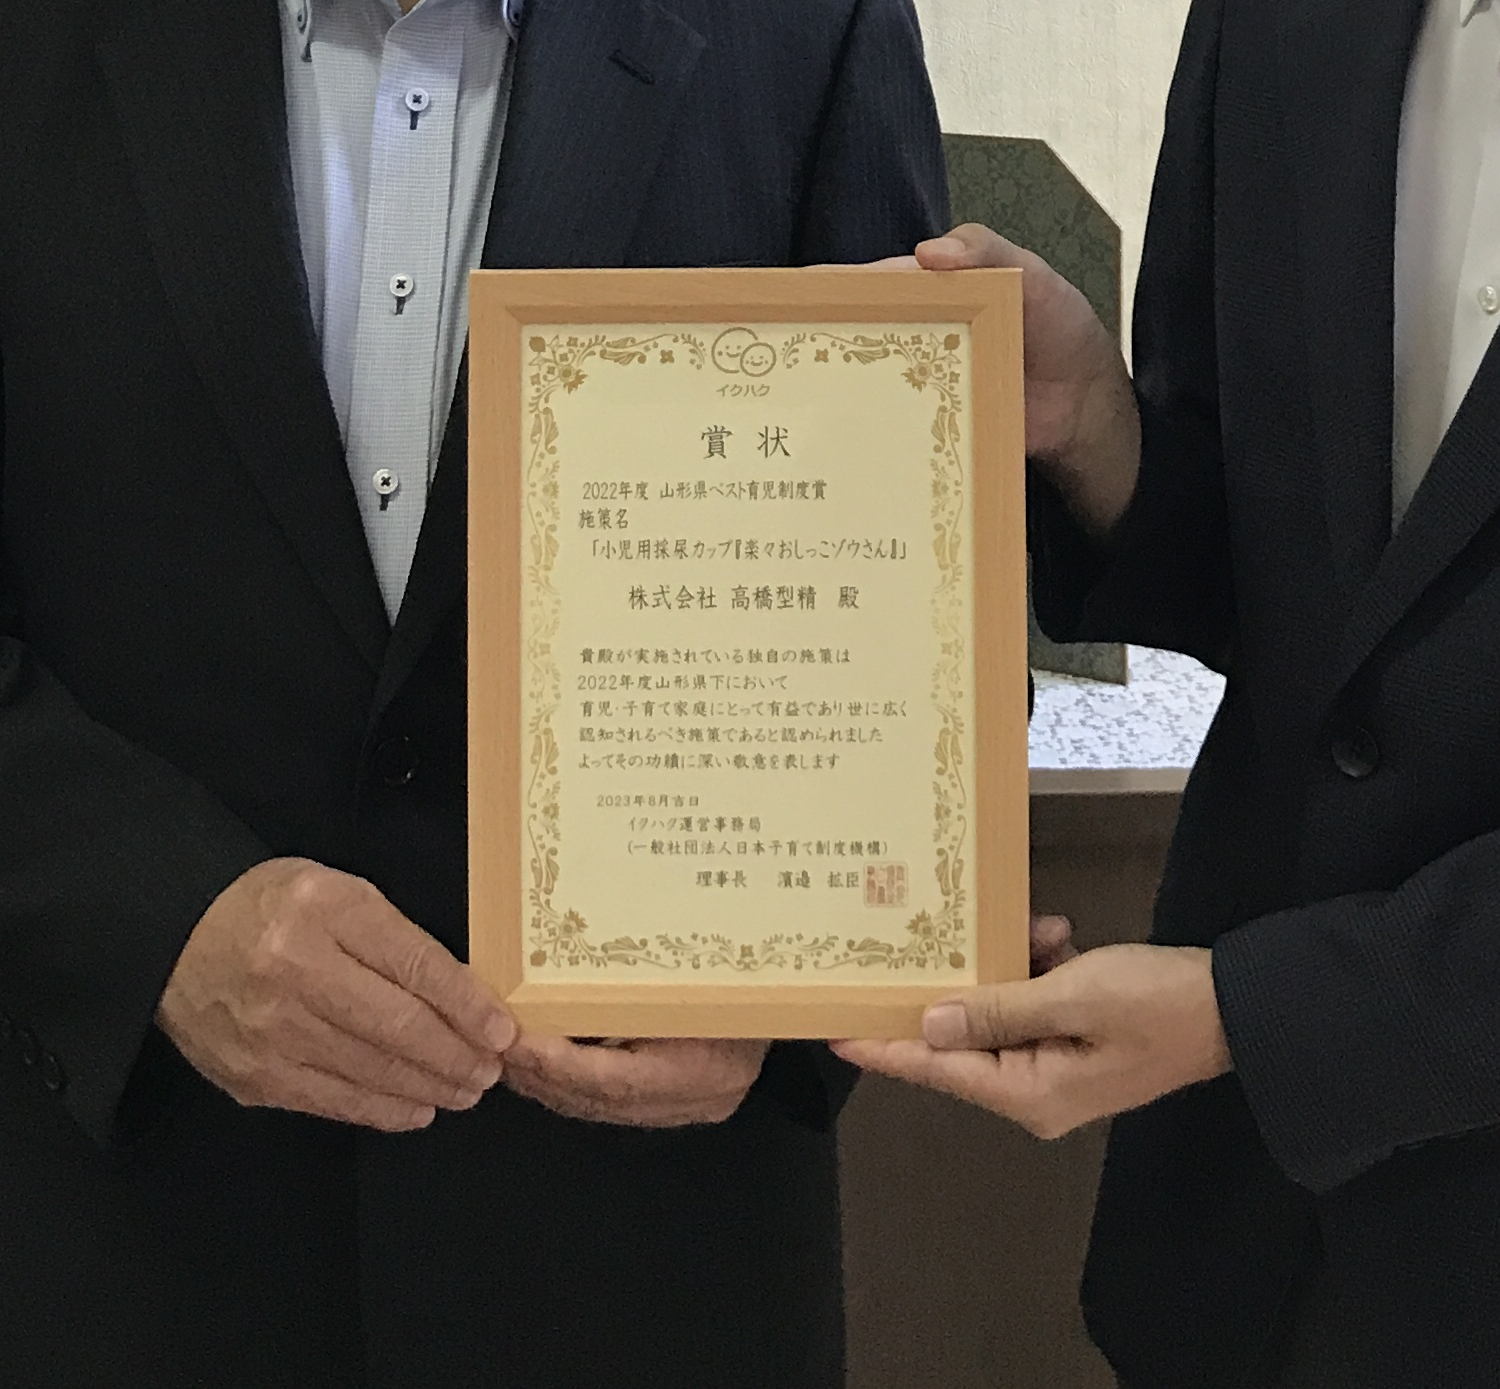 イクハク
賞 状
2022年度 山形県ベスト育児制度賞
施策名
「小児用採尿カップ『楽々おしっこゾウさん』」
株式会社 高橋型精 殿
貴殿が実施されている独自の施策は
2022年度山形県下において
育児・子育て家庭にとって有益であり世に広く
認知されるべき施策であると認められました
よってその功績に深い敬意を表します
2023年8月吉日
イクハク運営事務局
(一般社団法人日本子育て制度機構)
理事長 濱邉 拡臣